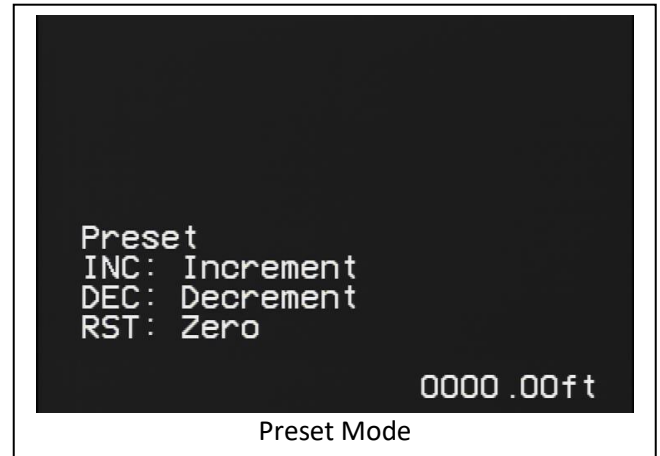 Preset
INC: Increment
DEC: Decrement
RST: Zero
0000.00ft
Preset Mode